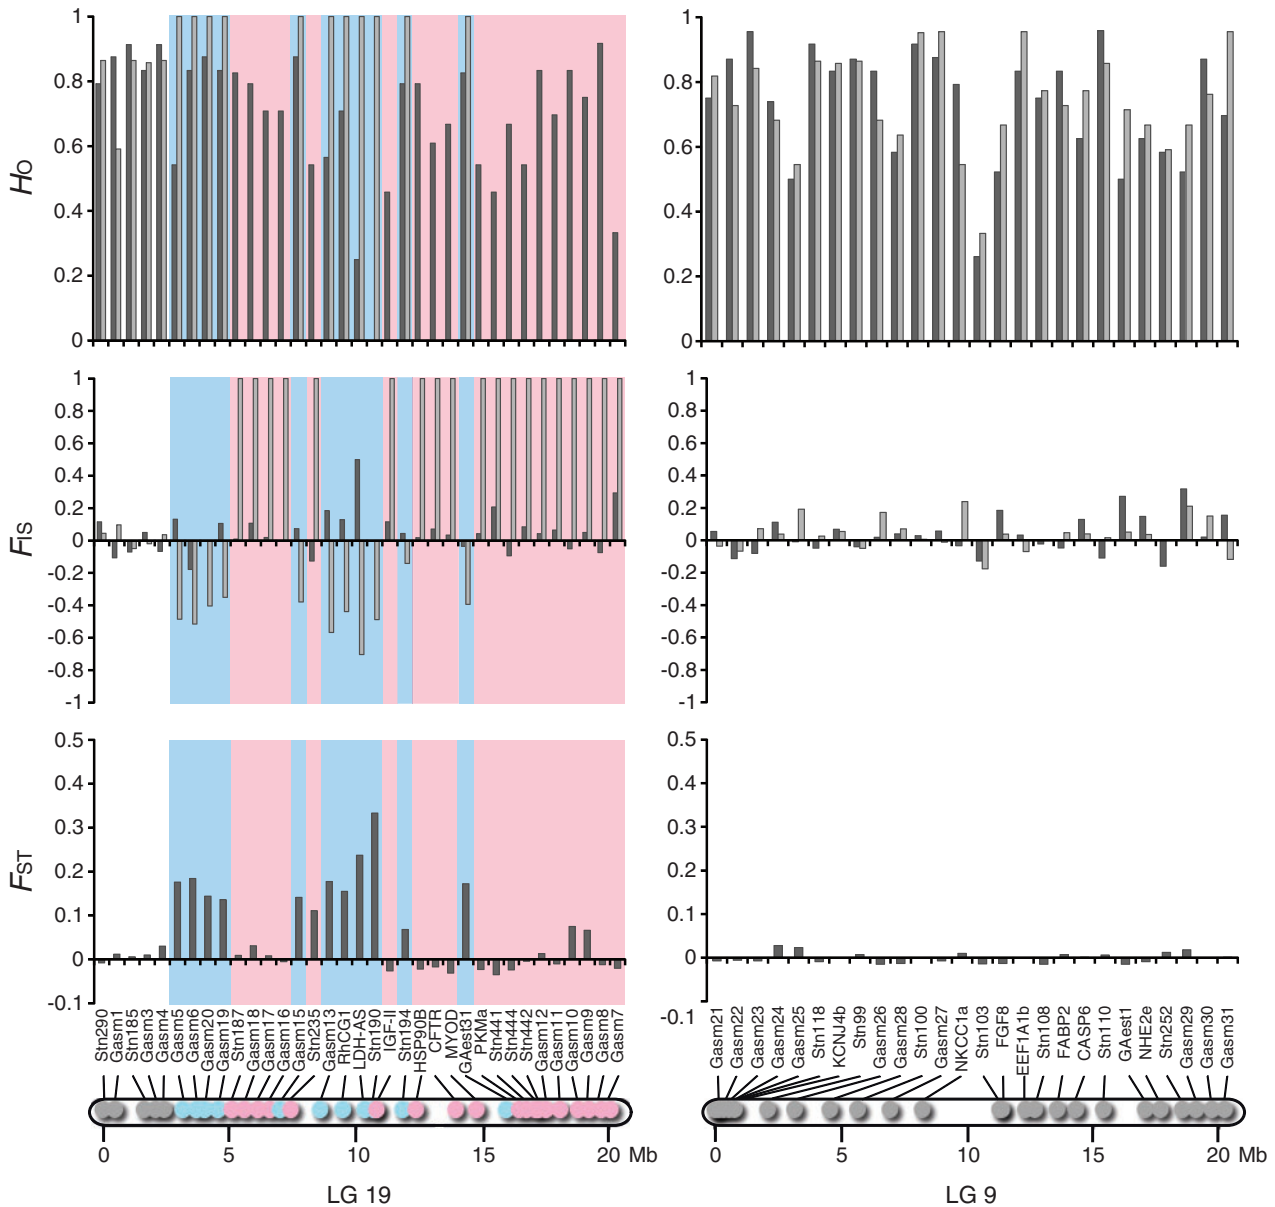 1
0.8
0.6
0.4
0.2
0
HO
1
0.8
0.6
0.4
0.2
0
1
0.8
0.6
0.4
0.2
0
-0.2
-0.4
-0.6
-0.8
-1
FIS
1
0.8
0.6
0.4
0.2
0
-0.2
-0.4
-0.6
-0.8
-1
0.5
0.4
0.3
0.2
0.1
0
-0.1
FST
0.5
0.4
0.3
0.2
0.1
0
-0.1
Stn290
Gasm1
Stn185
Gasm3
Gasm4
Gasm5
Gasm6
Gasm20
Gasm19
Stn187
Gasm18
Gasm17
Gasm16
Gasm15
Stn235
Gasm13
RhCG1
LDH-AS
Stn190
IGF-II
Stn194
HSP90B
CFTR
MYOD
GAest31
PKMa
Stn441
Stn444
Stn442
Gasm12
Gasm11
Gasm10
Gasm9
Gasm8
Gasm7
Gasm21
Gasm22
Gasm23
Gasm24
Gasm25
Stn118
KCNJ4b
Stn99
Gasm26
Gasm28
Stn100
Gasm27
NKCC1a
Stn103
FGF8
EEF1A1b
Stn108
FABP2
CASP6
Stn110
GAest1
NHE2e
Stn252
Gasm29
Gasm30
Gasm31
0 5 10 15 20 Mb
LG 19
0 5 10 15 20 Mb
LG 9